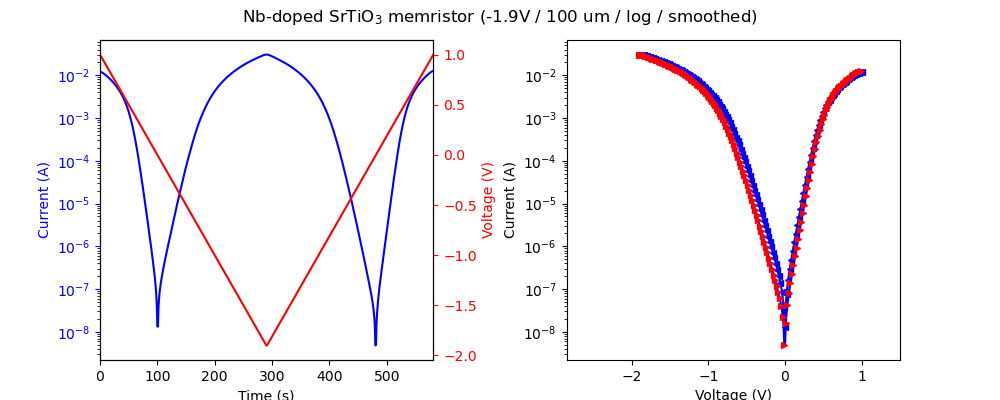 Nb-doped SrTiO$_3$ memristor (-1.9V / 100 um / log / smoothed)
Current (A)
10⁻²
10⁻³
10⁻⁴
10⁻⁵
10⁻⁶
10⁻⁷
10⁻⁸
0 100 200 300 400 500
Time (s)
1.0
0.5
0.0
−0.5
−1.0
−1.5
−2.0
Voltage (V)
Current (A)
10⁻²
10⁻³
10⁻⁴
10⁻⁵
10⁻⁶
10⁻⁷
10⁻⁸
−2 −1 0 1
Voltage (V)